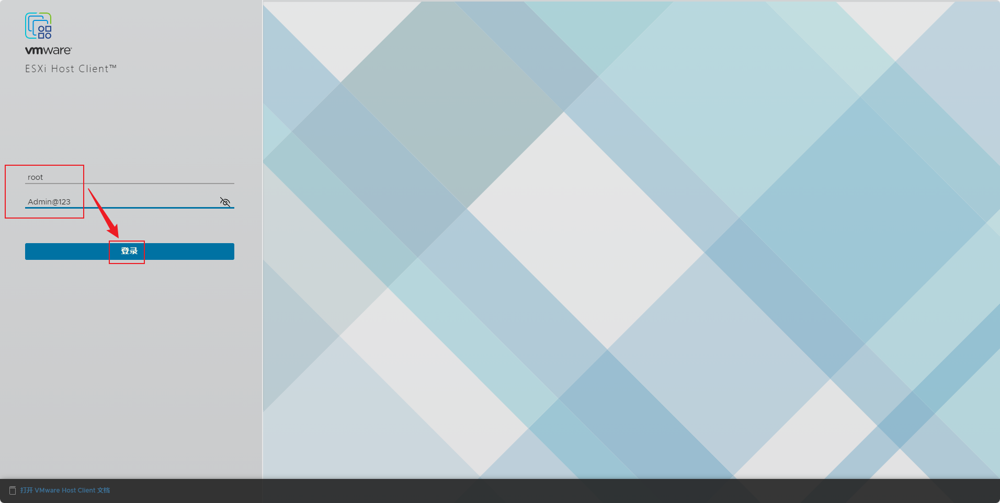 vmware®
ESXi Host Client™
root
Admin@123
登录
打开 VMware Host Client 文档